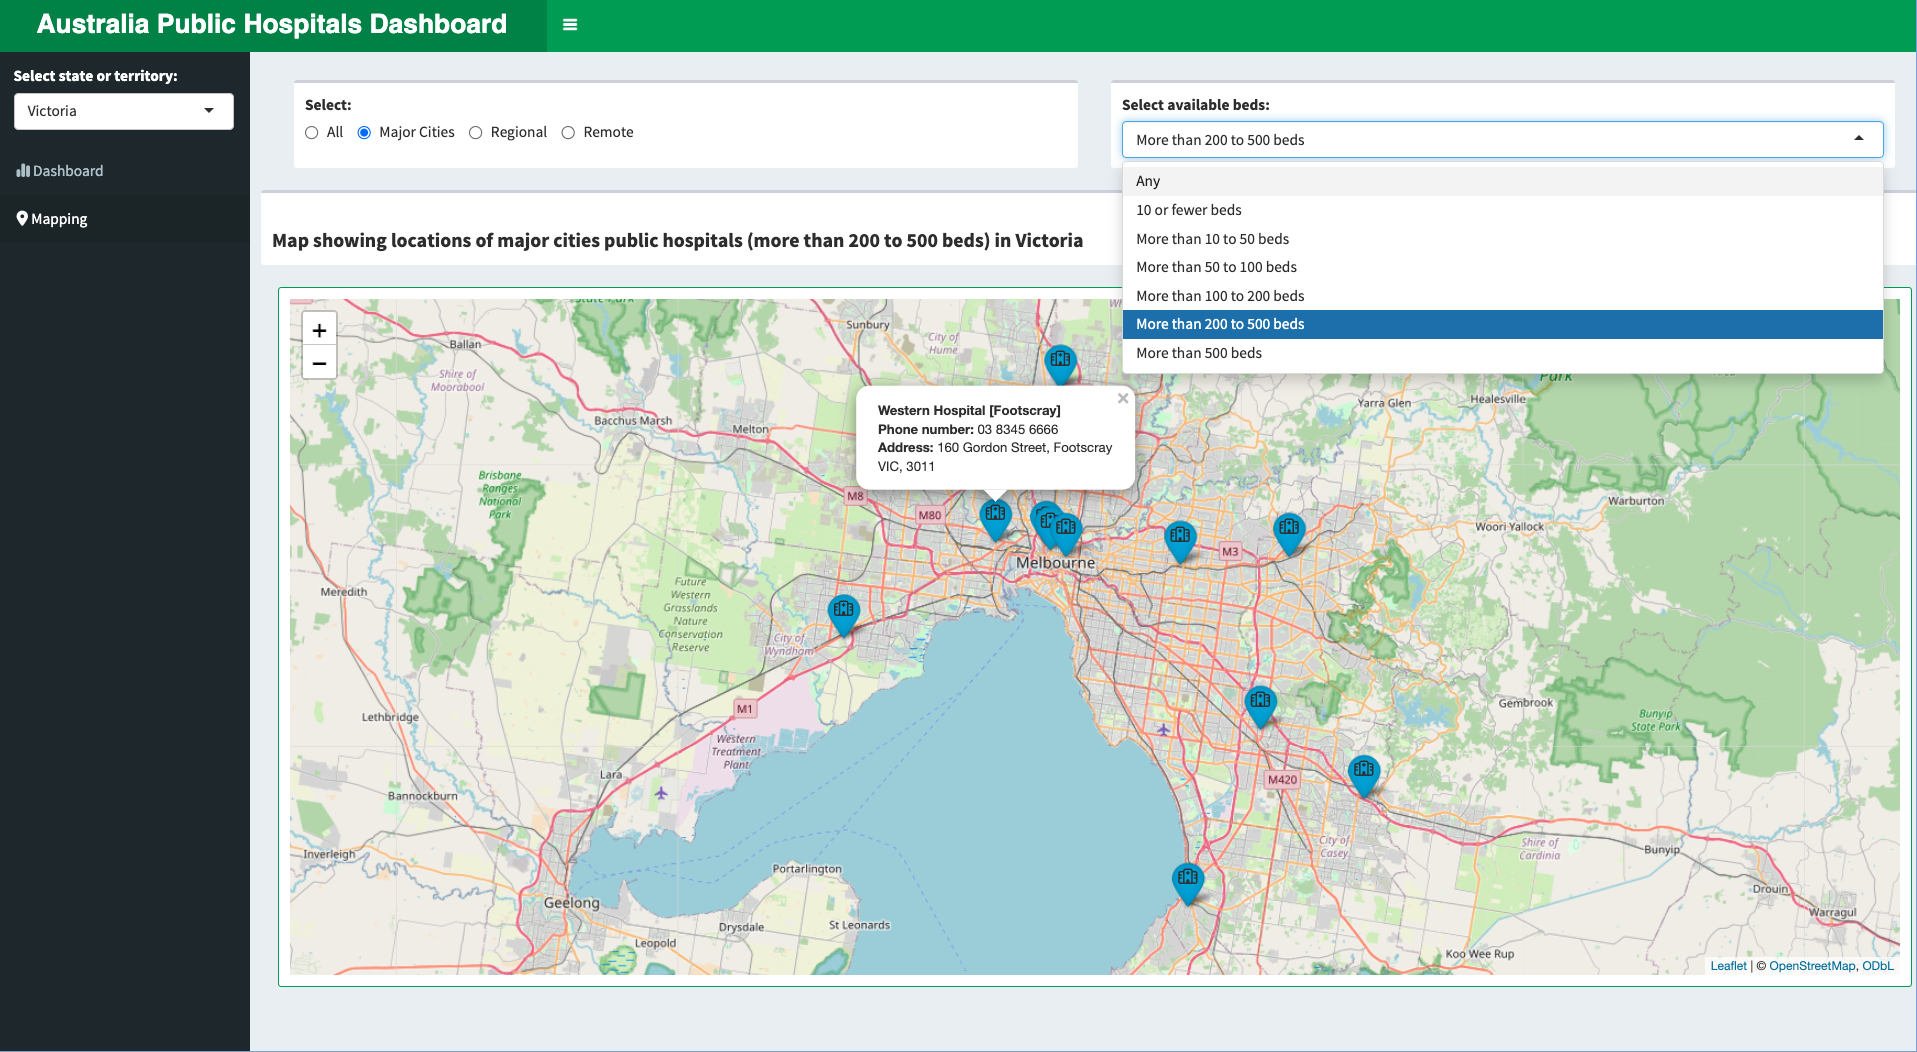 Australia Public Hospitals Dashboard
Select state or territory:
Victoria
Dashboard
Mapping
Select:
All Major Cities Regional Remote
Select available beds:
More than 200 to 500 beds
Any
10 or fewer beds
More than 10 to 50 beds
More than 50 to 100 beds
More than 100 to 200 beds
More than 200 to 500 beds
More than 500 beds
Map showing locations of major cities public hospitals (more than 200 to 500 beds) in Victoria
+
−
State Park
Sunbury
City of
Hume
Ballan
Shire of
Moorabool
Park
Healesville
Yarra Glen
Bacchus Marsh
Melton
Western Hospital [Footscray]
Phone number: 03 8345 6666
Address: 160 Gordon Street, Footscray
VIC, 3011
×
Brisbane
Ranges
National
Park
M8
M80
Warburton
Woori Yallock
M3
Melbourne
Meredith
Future
Western
Grasslands
Nature
Conservation
Reserve
City of
Wyndham
M1
Lethbridge
Gembrook
Bunyip
State Park
Western
Treatment
Plant
Lara
M420
Bannockburn
Inverleigh
City of
Casey
Shire of
Cardinia
Bunyip
Portarlington
Drouin
Geelong
Warragul
Drysdale
St Leonards
Leopold
Koo Wee Rup
Leaflet | © OpenStreetMap, ODbL